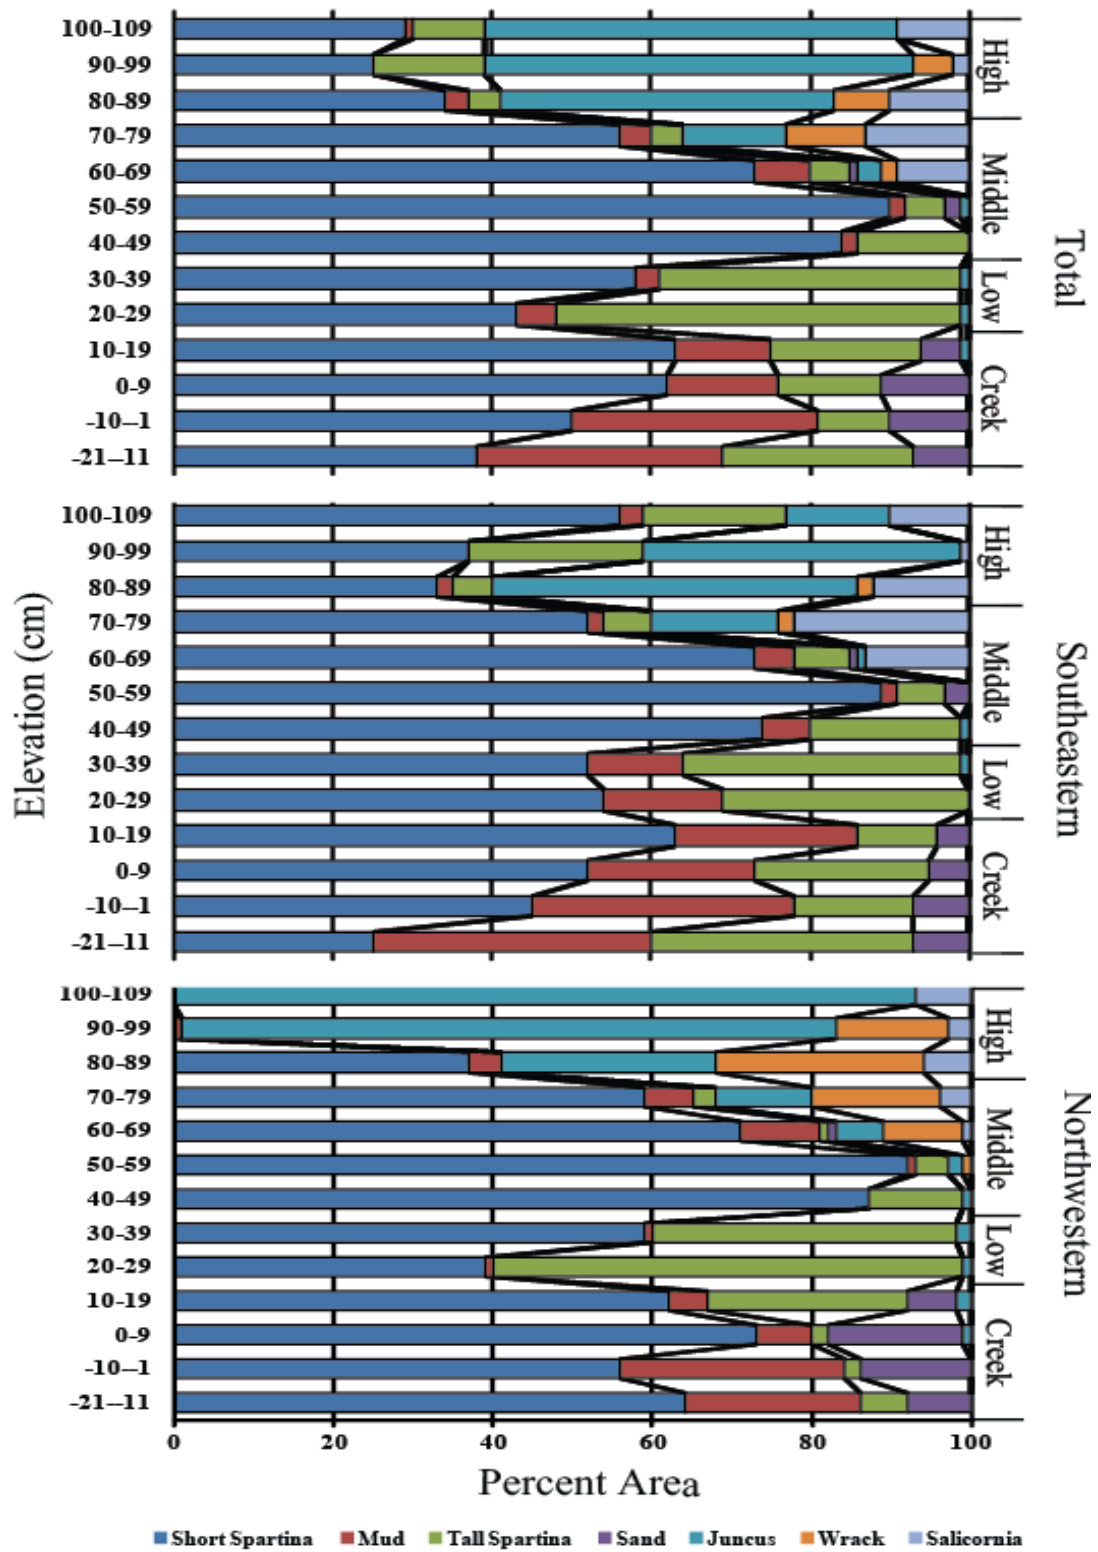 100-109
90-99
80-89
70-79
60-69
50-59
40-49
30-39
20-29
10-19
0-9
-10--1
-21--11
High
Middle
Low
Creek
Total
100-109
90-99
80-89
70-79
60-69
50-59
40-49
30-39
20-29
10-19
0-9
-10--1
-21--11
High
Middle
Low
Creek
Southeastern
Elevation (cm)
100-109
90-99
80-89
70-79
60-69
50-59
40-49
30-39
20-29
10-19
0-9
-10--1
-21--11
High
Middle
Low
Creek
Northwestern
0 20 40 60 80 100
Percent Area
Short Spartina Mud Tall Spartina Sand Juncus Wrack Salicornia